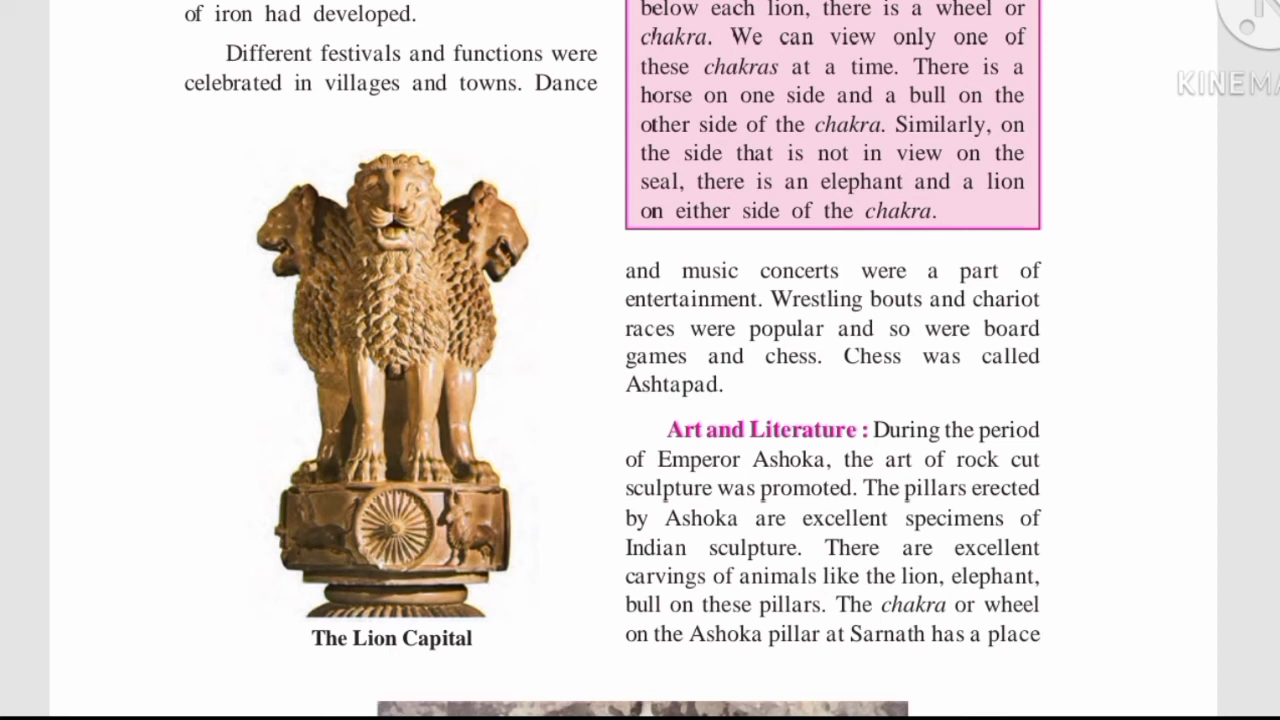 of iron had developed.
Different festivals and functions were
celebrated in villages and towns. Dance
The Lion Capital
below each lion, there is a wheel or
chakra. We can view only one of
these chakras at a time. There is a
horse on one side and a bull on the
other side of the chakra. Similarly, on
the side that is not in view on the
seal, there is an elephant and a lion
on either side of the chakra.
and music concerts were a part of
entertainment. Wrestling bouts and chariot
races were popular and so were board
games and chess. Chess was called
Ashtapad.
Art and Literature : During the period
of Emperor Ashoka, the art of rock cut
sculpture was promoted. The pillars erected
by Ashoka are excellent specimens of
Indian sculpture. There are excellent
carvings of animals like the lion, elephant,
bull on these pillars. The chakra or wheel
on the Ashoka pillar at Sarnath has a place